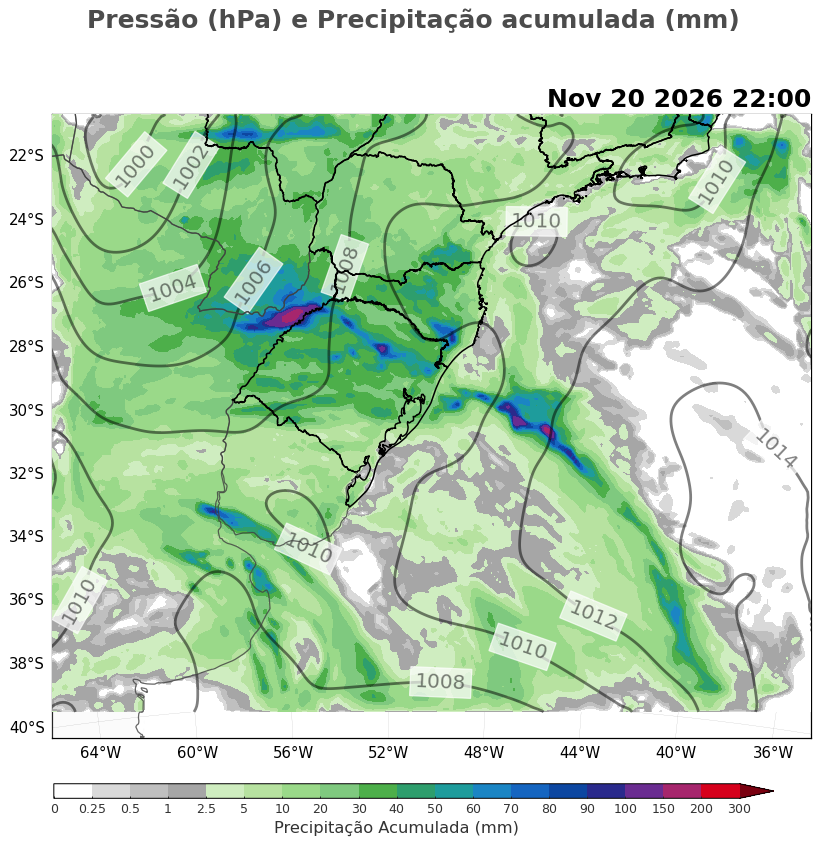 Pressão (hPa) e Precipitação acumulada (mm)
Nov 20 2026 22:00
22°S
24°S
26°S
28°S
30°S
32°S
34°S
36°S
38°S
40°S
1000
1002
1004
1006
1008
1010
1010
1014
1010
1010
1012
1010
1008
64°W 60°W 56°W 52°W 48°W 44°W 40°W 36°W
0 0.25 0.5 1 2.5 5 10 20 30 40 50 60 70 80 90 100 150 200 300
Precipitação Acumulada (mm)